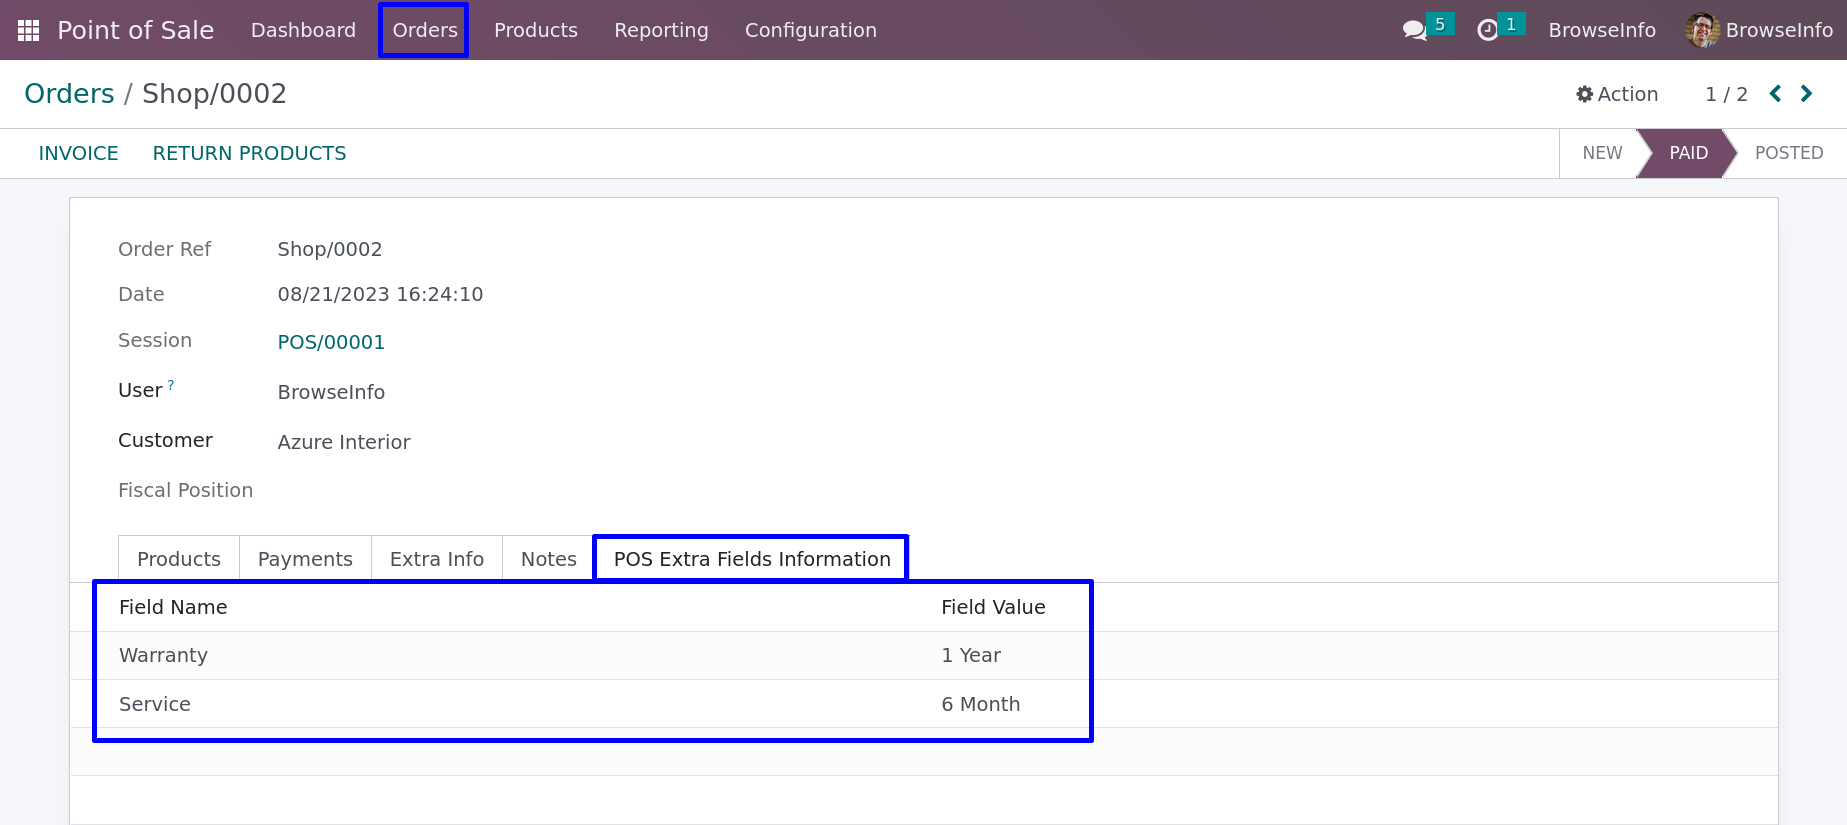 Point of Sale Dashboard Orders Products Reporting Configuration 5 1 BrowseInfo BrowseInfo
Orders / Shop/0002 Action 1 / 2
INVOICE RETURN PRODUCTS NEW PAID POSTED
Order Ref Shop/0002
Date 08/21/2023 16:24:10
Session POS/00001
User ? BrowseInfo
Customer Azure Interior
Fiscal Position
Products Payments Extra Info Notes POS Extra Fields Information
Field Name Field Value
Warranty 1 Year
Service 6 Month